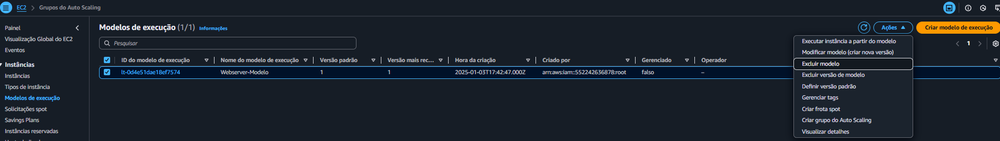 EC2 > Grupos do Auto Scaling
Painel
Visualização Global do EC2
Eventos
Instâncias
Instâncias
Tipos de instância
Modelos de execução
Solicitações spot
Savings Plans
Instâncias reservadas
Modelos de execução (1/1) Informações
Ações
Criar modelo de execução
Pesquisar
1
ID do modelo de execução Nome do modelo de execução Versão padrão Versão mais rec... Hora da criação Criado por Gerenciado Operador
lt-0d4e51dae18ef7574 Webserver-Modelo 1 1 2025-01-03T17:42:47.000Z arn:aws:iam::552242636878:root falso –
Executar instância a partir do modelo
Modificar modelo (criar nova versão)
Excluir modelo
Excluir versão de modelo
Definir versão padrão
Gerenciar tags
Criar frota spot
Criar grupo do Auto Scaling
Visualizar detalhes